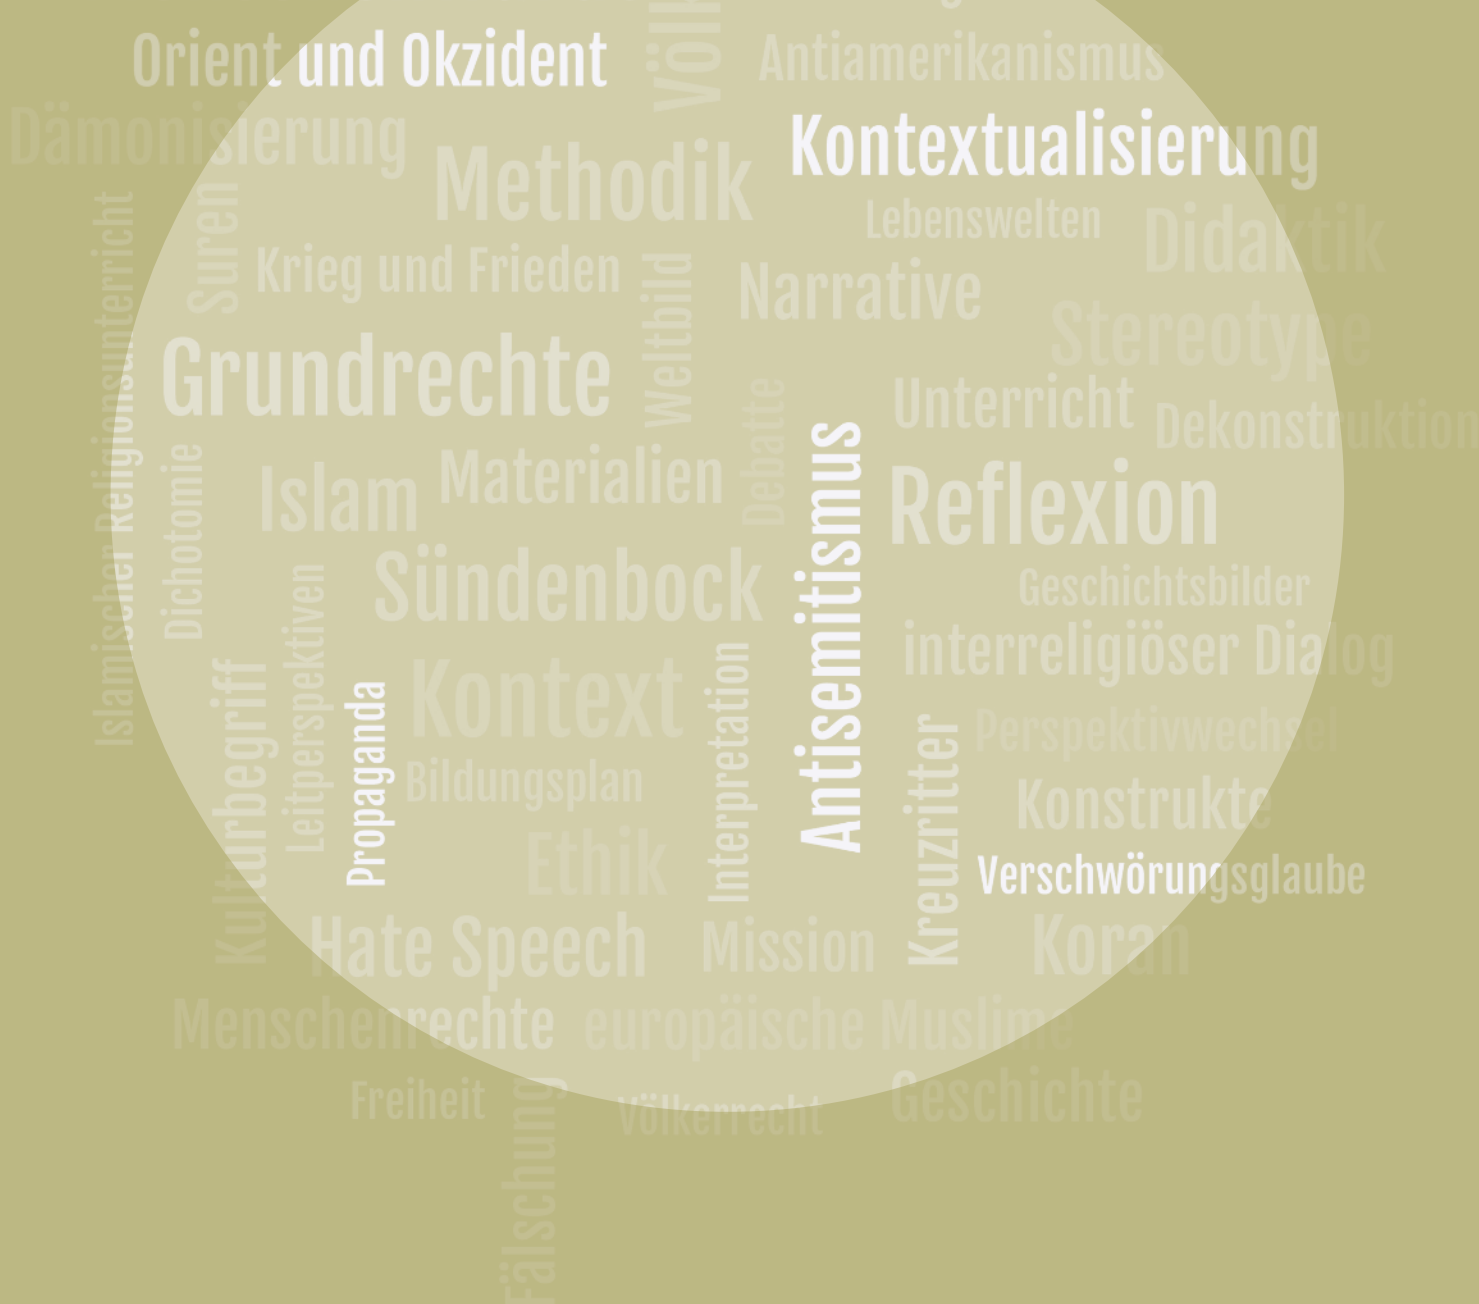 Orient und Okzident
Völk
Antiamerikanismus
Dämonisierung
Methodik
Kontextualisierung
Islamischer Religionsunterricht
Suren
Lebenswelten
Didaktik
Krieg und Frieden
Weltbild
Narrative
Stereotype
Grundrechte
Debatte
Unterricht
Dekonstruktion
Dichotomie
Islam
Materialien
Antisemitismus
Reflexion
Sündenbock
Geschichtsbilder
Leitperspektiven
interreligiöser Dialog
Kulturbegriff
Propaganda
Kontext
Interpretation
Kreuzritter
Perspektivwechsel
Bildungsplan
Konstrukte
Ethik
Verschwörungsglaube
Hate Speech
Mission
Koran
Menschenrechte
europäische Muslime
Freiheit
Fälschung
Völkerrecht
Geschichte